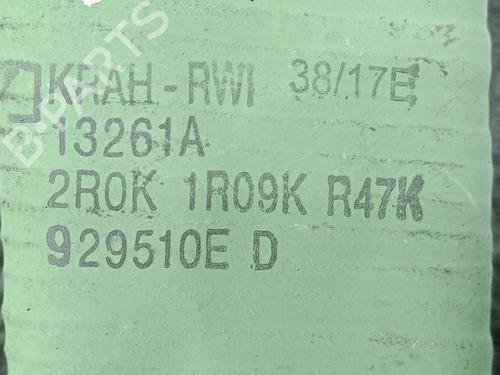 KRAH-RWI 38/17E
13261A
2R0K 1R09K R47K
929510E D
B-PARTS